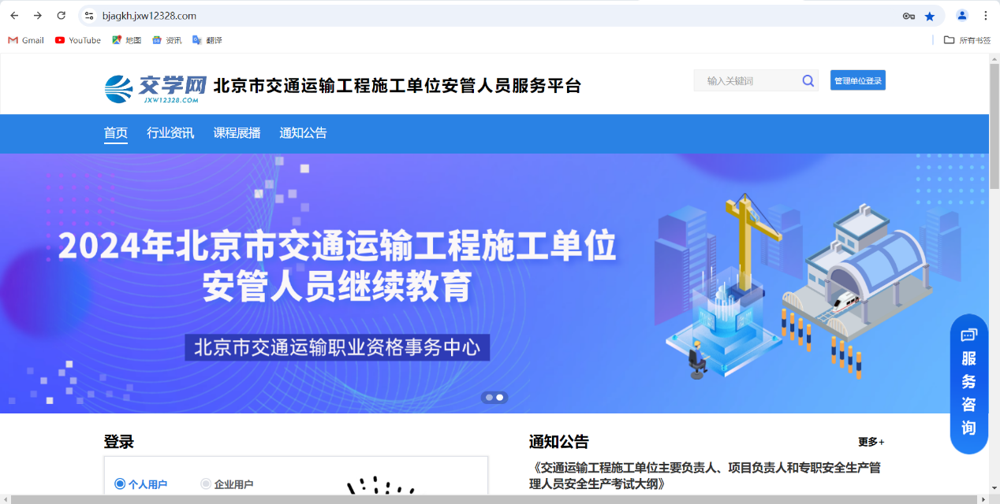 bjagkh.jxw12328.com
Gmail
YouTube
地图
资讯
翻译
所有书签
交学网
JXW12328.COM
北京市交通运输工程施工单位安管人员服务平台
输入关键词
管理单位登录
首页
行业资讯
课程展播
通知公告
2024年北京市交通运输工程施工单位
安管人员继续教育
北京市交通运输职业资格事务中心
服
务
咨
询
登录
个人用户
企业用户
通知公告
更多+
《交通运输工程施工单位主要负责人、项目负责人和专职安全生产管
理人员安全生产考试大纲》